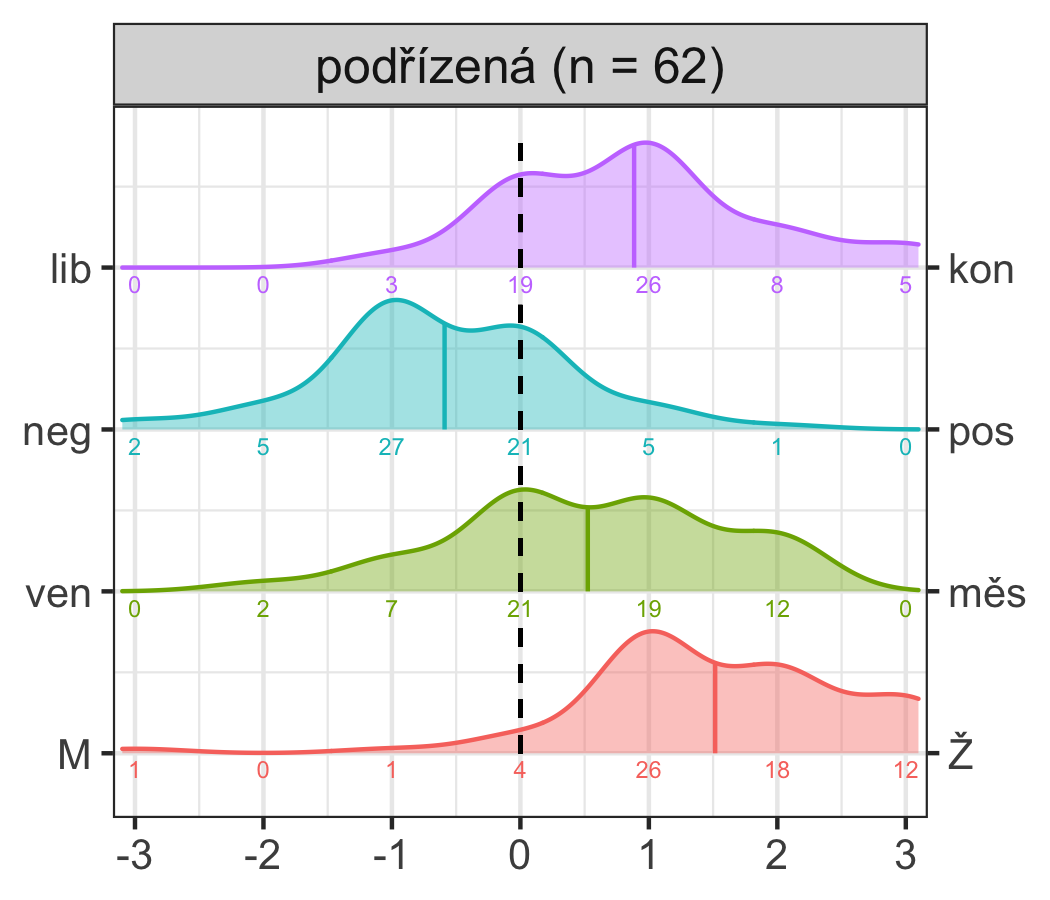 podřízená (n = 62)
lib kon
0 0 3 19 26 8 5
neg pos
2 5 27 21 5 1 0
ven měs
0 2 7 21 19 12 0
M Ž
1 0 1 4 26 18 12
-3 -2 -1 0 1 2 3